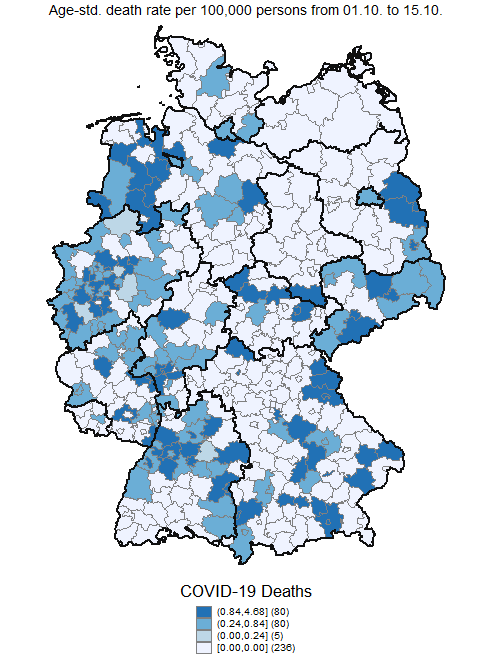 Age-std. death rate per 100,000 persons from 01.10. to 15.10.
COVID-19 Deaths
(0.84,4.68] (80)
(0.24,0.84] (80)
(0.00,0.24] (5)
[0.00,0.00] (236)